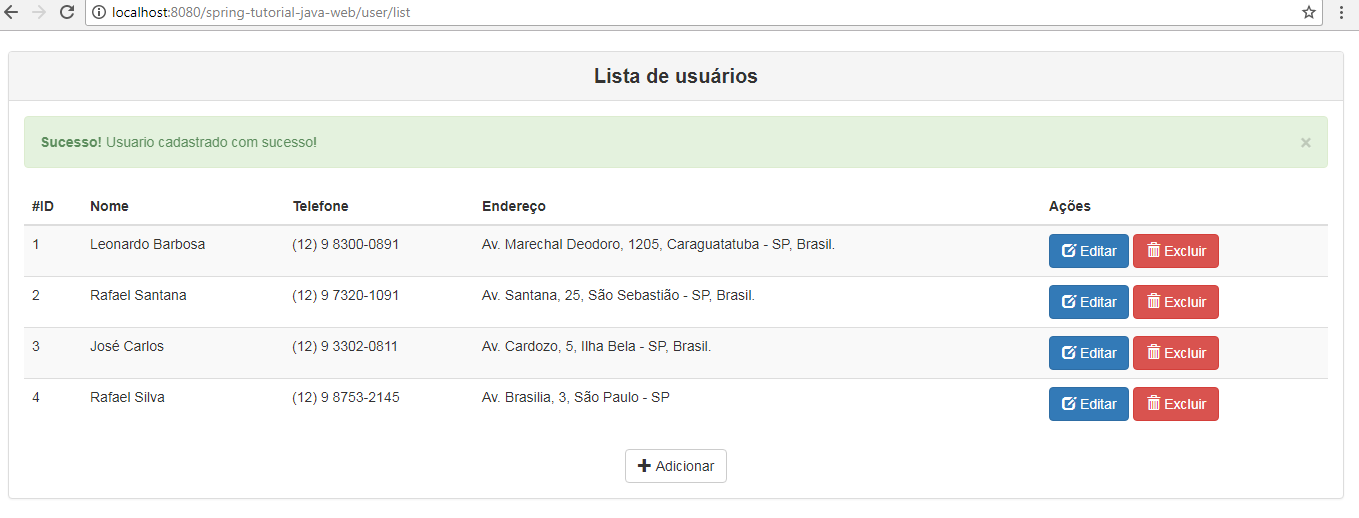 localhost:8080/spring-tutorial-java-web/user/list
Lista de usuários
Sucesso! Usuario cadastrado com sucesso! ×
#ID Nome Telefone Endereço Ações
1 Leonardo Barbosa (12) 9 8300-0891 Av. Marechal Deodoro, 1205, Caraguatatuba - SP, Brasil. Editar Excluir
2 Rafael Santana (12) 9 7320-1091 Av. Santana, 25, São Sebastião - SP, Brasil. Editar Excluir
3 José Carlos (12) 9 3302-0811 Av. Cardozo, 5, Ilha Bela - SP, Brasil. Editar Excluir
4 Rafael Silva (12) 9 8753-2145 Av. Brasilia, 3, São Paulo - SP Editar Excluir
Adicionar